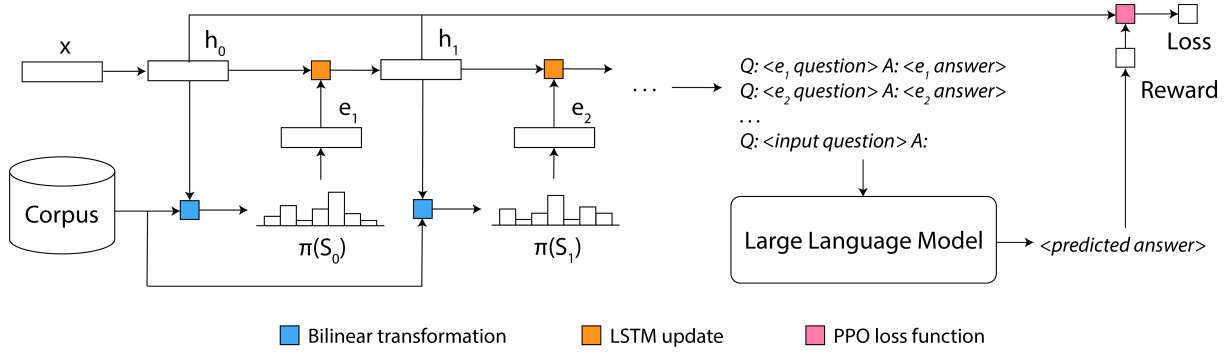 x
h₀
h₁
Loss
Reward
e₁
e₂
. . .
Q: <e₁ question> A: <e₁ answer>
Q: <e₂ question> A: <e₂ answer>
. . .
Q: <input question> A:
Corpus
π(S₀)
π(S₁)
Large Language Model
<predicted answer>
Bilinear transformation
LSTM update
PPO loss function